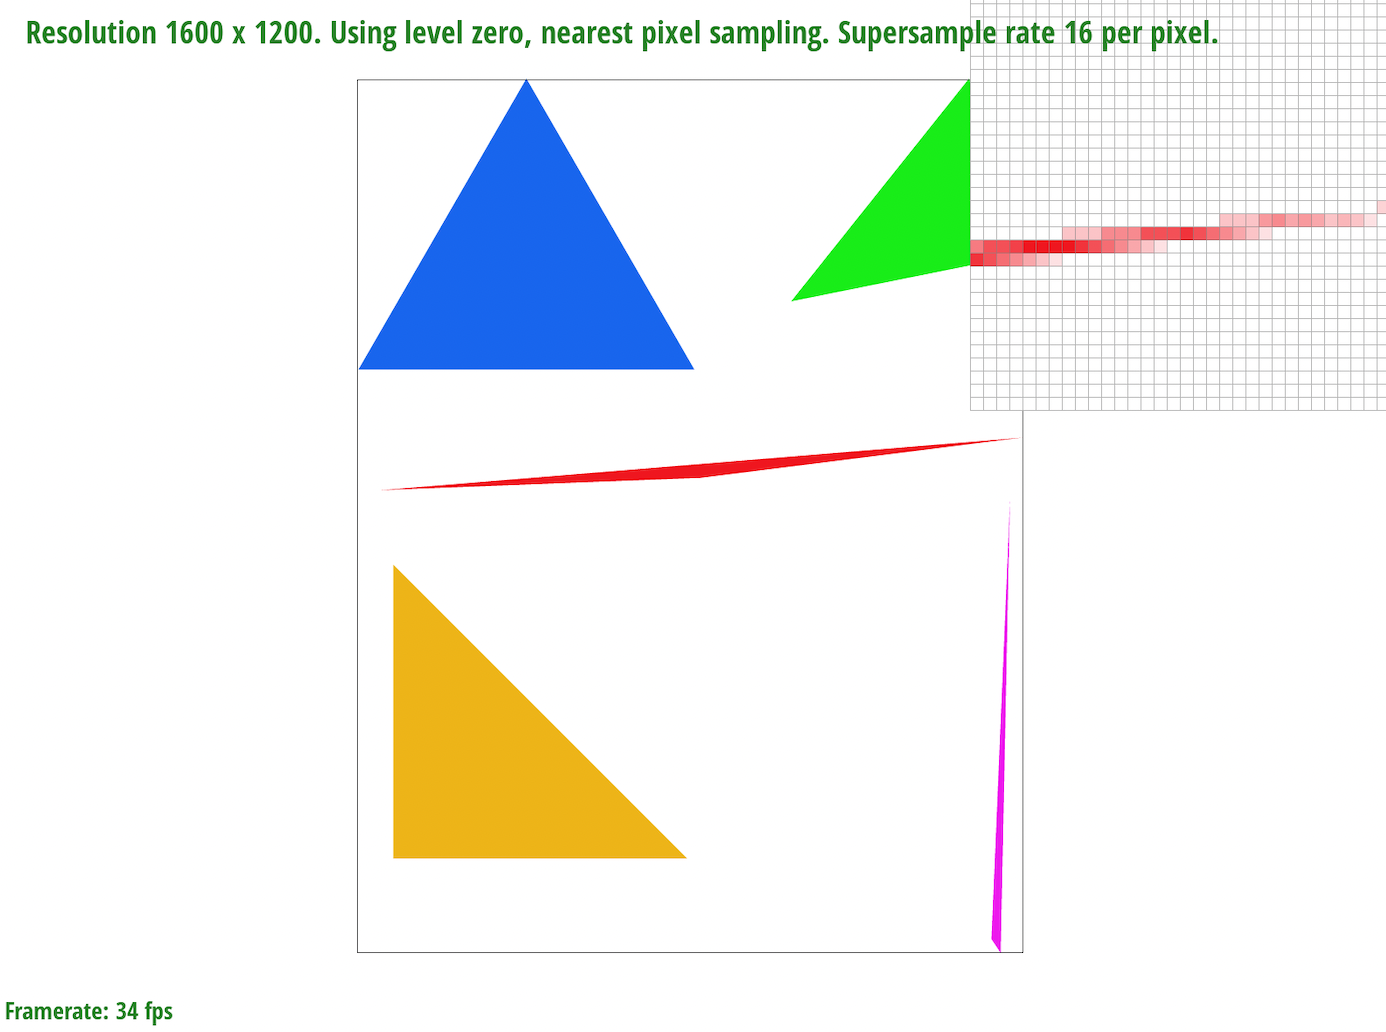 Resolution 1600 x 1200. Using level zero, nearest pixel sampling. Supersample rate 16 per pixel.
Framerate: 34 fps